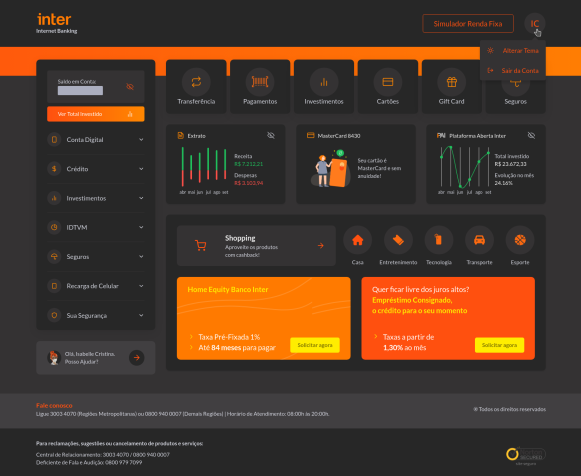 inter
Internet Banking
Simulador Renda Fixa
IC
Alterar Tema
Sair da Conta
Saldo em Conta:
Ver Total Investido
Conta Digital
Crédito
Investimentos
IDTVM
Seguros
Recarga de Celular
Sua Segurança
Olá, Isabelle Cristina,
Posso Ajudar?
Transferência
Pagamentos
Investimentos
Cartões
Gift Card
Seguros
Extrato
Receita
R$ 7.212,21
Despesas
R$ 3.103,94
abr mai jun jul ago set
MasterCard 8430
Seu cartão é
MasterCard e sem
anuidade!
PAI Plataforma Aberta Inter
Total investido
R$ 23.672,33
Evolução no mês
24.16%
abr mai jun jul ago set
Shopping
Aproveite os produtos
com cashback!
Casa
Entretenimento
Tecnologia
Transporte
Esporte
Home Equity Banco Inter
Taxa Pré-Fixada 1%
Até 84 meses para pagar
Solicitar agora
Quer ficar livre dos juros altos?
Empréstimo Consignado,
o crédito para o seu momento
Taxas a partir de
1,30% ao mês
Solicitar agora
Fale conosco
Ligue 3003 4070 (Regiões Metropolitanas) ou 0800 940 0007 (Demais Regiões) | Horário de Atendimento: 08:00h às 20:00h.
® Todos os direitos reservados
Para reclamações, sugestões ou cancelamento de produtos e serviços:
Central de Relacionamento: 3003 4070 / 0800 940 0007
Deficiente de Fala e Audição: 0800 979 7099
SECURED